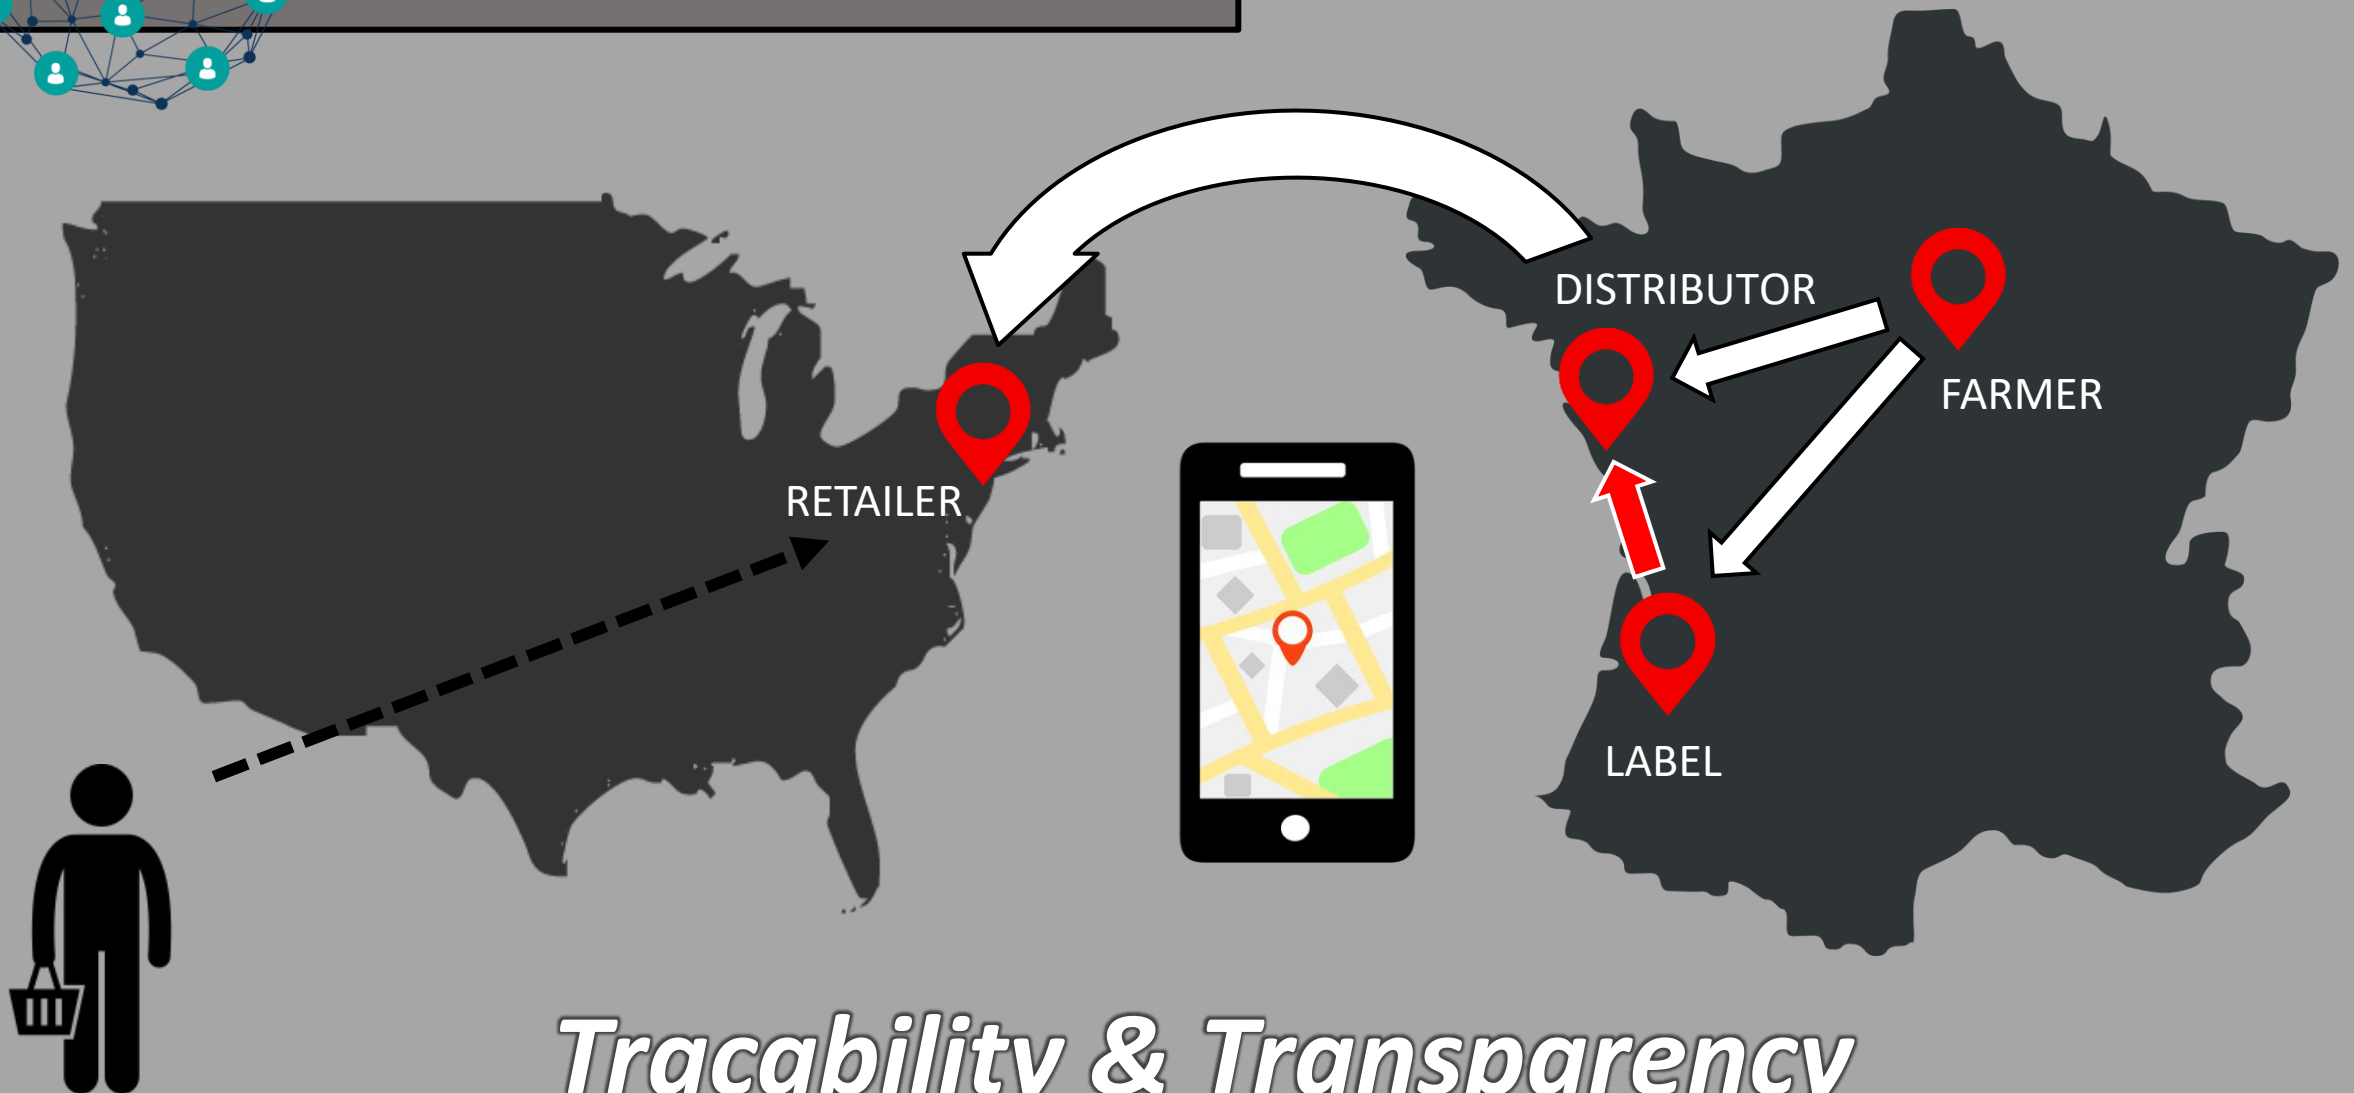 DISTRIBUTOR
FARMER
RETAILER
LABEL
Tracability & Transparency